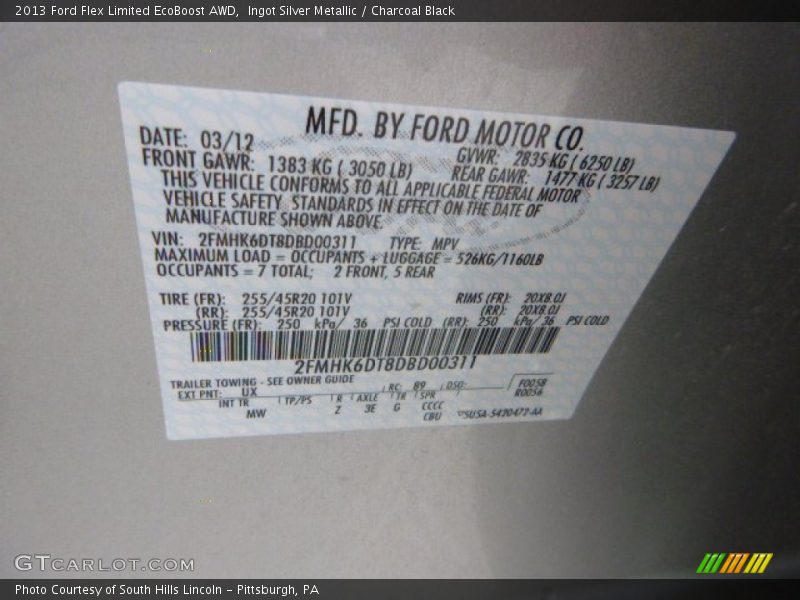 2013 Ford Flex Limited EcoBoost AWD,  Ingot Silver Metallic / Charcoal Black
MFD. BY FORD MOTOR CO.
DATE: 03/12 GVWR: 2835 KG ( 6250 LB)
FRONT GAWR: 1383 KG ( 3050 LB) REAR GAWR: 1477 KG ( 3257 LB)
THIS VEHICLE CONFORMS TO ALL APPLICABLE FEDERAL MOTOR
VEHICLE SAFETY STANDARDS IN EFFECT ON THE DATE OF
MANUFACTURE SHOWN ABOVE.
VIN: 2FMHK6DT8DBD00311 TYPE: MPV
MAXIMUM LOAD = OCCUPANTS + LUGGAGE = 526KG/1160LB
OCCUPANTS = 7 TOTAL; 2 FRONT, 5 REAR
TIRE (FR): 255/45R20 101V RIMS (FR): 20X8.0J
(RR): 255/45R20 101V (RR): 20X8.0J
PRESSURE (FR): 250 kPa/ 36 PSI COLD (RR): 250 kPa/ 36 PSI COLD
2FMHK6DT8DBD00311
TRAILER TOWING - SEE OWNER GUIDE
EXT PNT: UX RC: 89 DSO: F0058
R0056
INT TR TP/PS R AXLE TR SPR
MW Z 3E G CCCC
CBU
5U5A-5420472-AA
GTCARLOT.COM
Photo Courtesy of South Hills Lincoln – Pittsburgh, PA